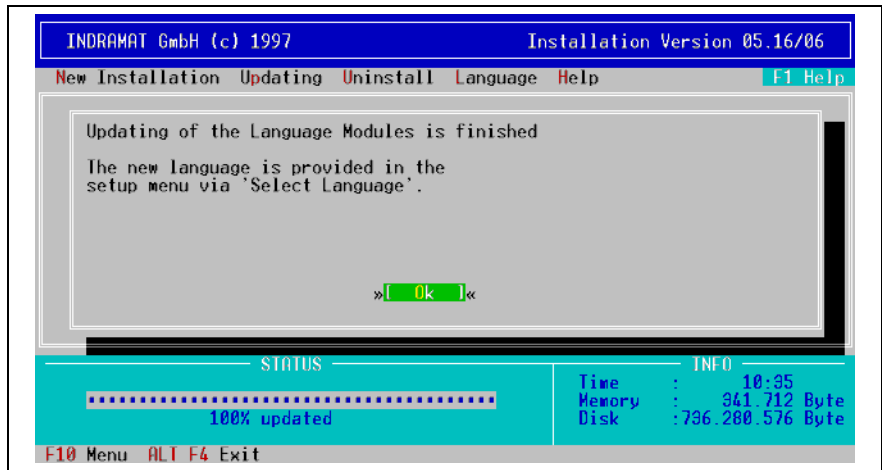 INDRAMAT GmbH (c) 1997 Installation Version 05.16/06
New Installation Updating Uninstall Language Help F1 Help
Updating of the Language Modules is finished
The new language is provided in the
setup menu via 'Select Language'.
»[ Ok ]«
STATUS
100% updated
INFO
Time : 10:35
Memory : 341.712 Byte
Disk :736.280.576 Byte
F10 Menu ALT F4 Exit